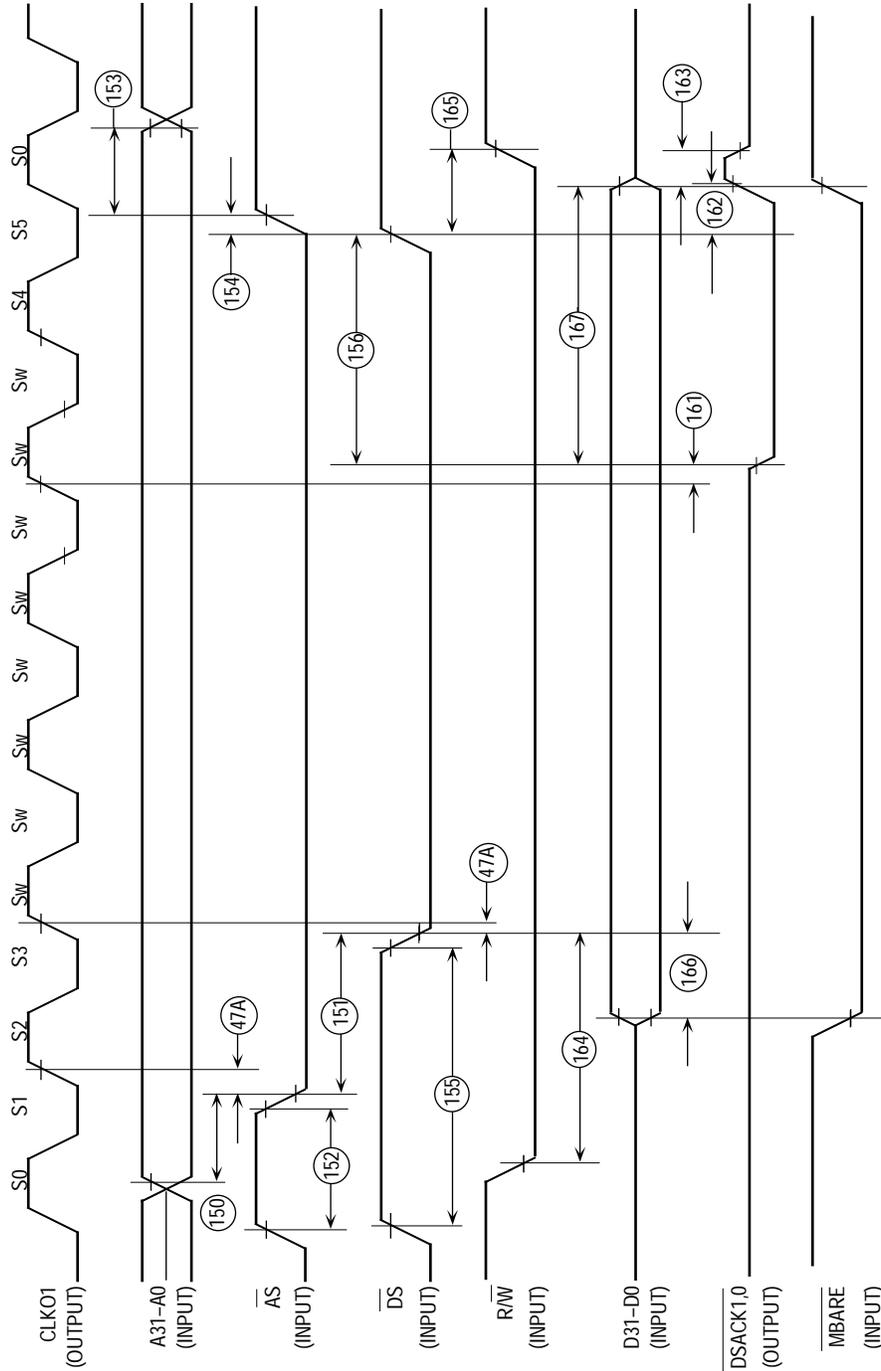 S0
S1
S2
S3
SW
SW
SW
SW
SW
SW
SW
SW
S4
S5
S0
CLKO1
(OUTPUT)
A31–A0
(INPUT)
150
153
AS
(INPUT)
152
47A
154
DS
(INPUT)
155
151
156
R/W
(INPUT)
164
47A
165
D31–D0
(INPUT)
166
167
161
162
163
DSACK1,0
(OUTPUT)
MBARE
(INPUT)